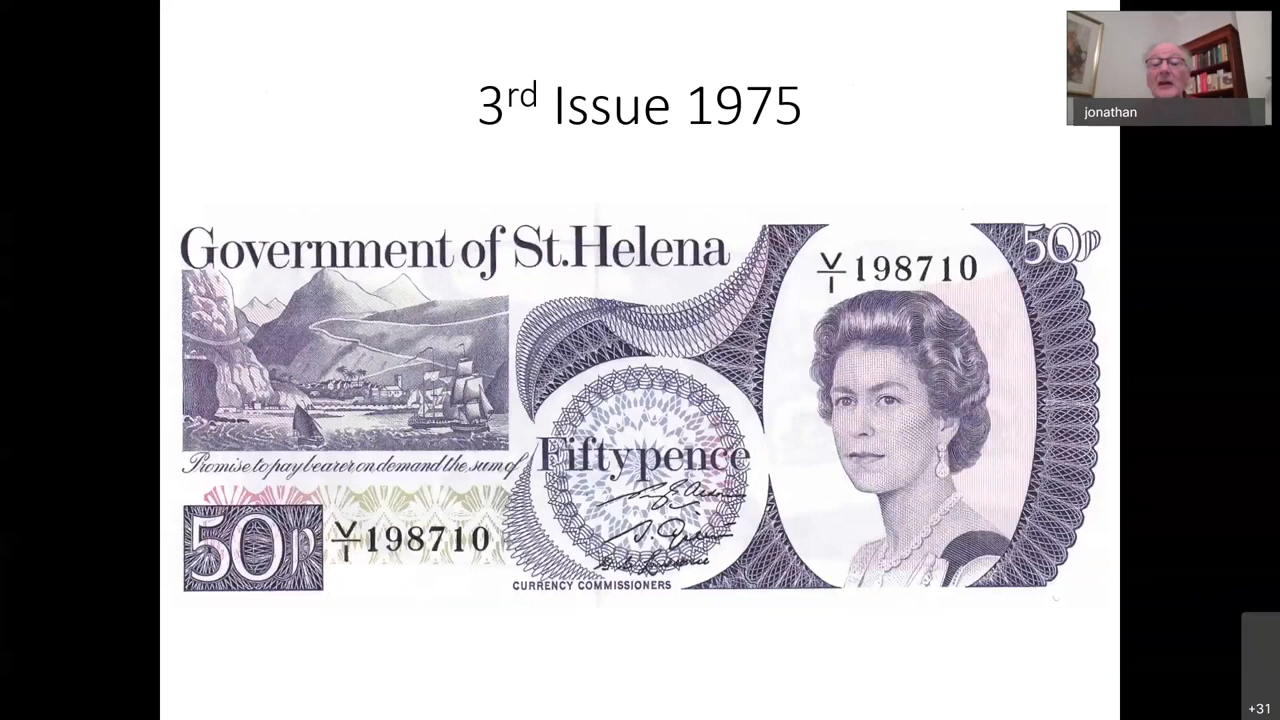 3rd Issue 1975
jonathan
Government of St.Helena
50p
V/1 198710
Promise to pay bearer on demand the sum of
Fifty pence
50p
V/1 198710
CURRENCY COMMISSIONERS
+31